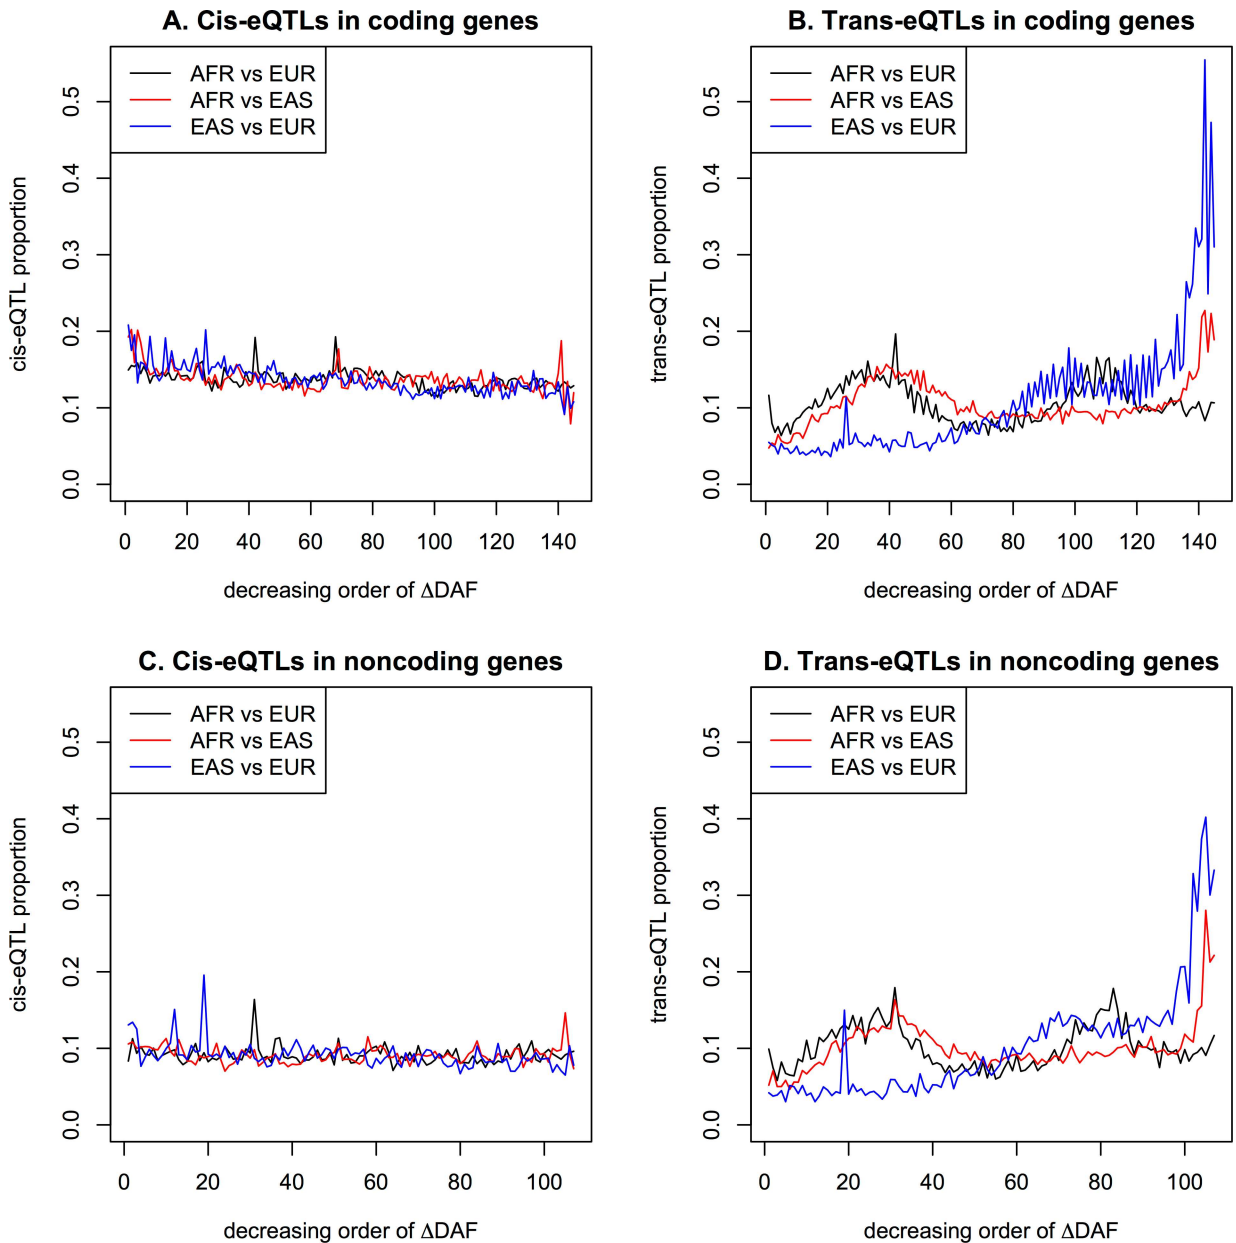 A. Cis-eQTLs in coding genes
AFR vs EUR
AFR vs EAS
EAS vs EUR
cis-eQTL proportion
0.0 0.1 0.2 0.3 0.4 0.5
0 20 40 60 80 100 120 140
decreasing order of ΔDAF
B. Trans-eQTLs in coding genes
AFR vs EUR
AFR vs EAS
EAS vs EUR
trans-eQTL proportion
0.0 0.1 0.2 0.3 0.4 0.5
0 20 40 60 80 100 120 140
decreasing order of ΔDAF
C. Cis-eQTLs in noncoding genes
AFR vs EUR
AFR vs EAS
EAS vs EUR
cis-eQTL proportion
0.0 0.1 0.2 0.3 0.4 0.5
0 20 40 60 80 100
decreasing order of ΔDAF
D. Trans-eQTLs in noncoding genes
AFR vs EUR
AFR vs EAS
EAS vs EUR
trans-eQTL proportion
0.0 0.1 0.2 0.3 0.4 0.5
0 20 40 60 80 100
decreasing order of ΔDAF